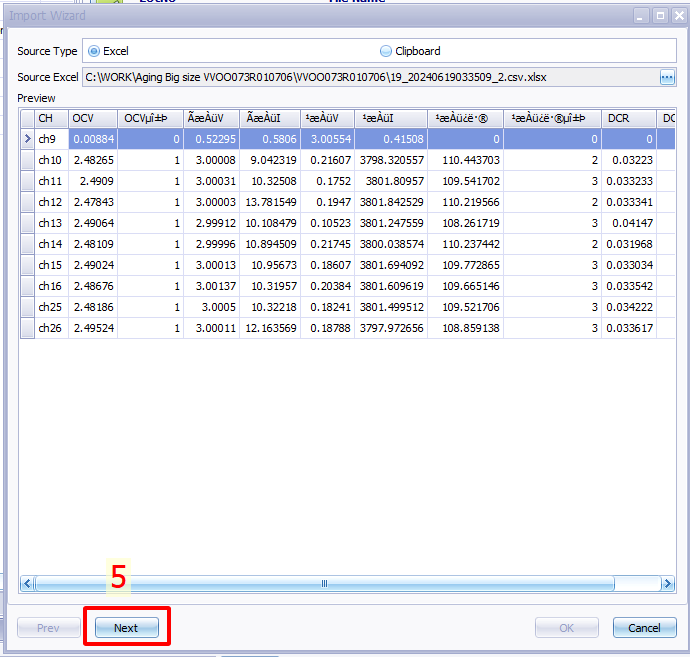 Import Wizard
Source Type Excel Clipboard
Source Excel C:\WORK\Aging Big size VVOO073R010706\VVOO073R010706\19_20240619033509_2.csv.xlsx
Preview
CH OCV OCVµî±Þ ÃæÀüV ÃæÀüI ¹æÀüV ¹æÀüI ¹æÀü¿ë·® ¹æÀü¿ë·®µî±Þ DCR DC
ch9 0.00884 0 0.52295 0.5806 3.00554 0.41508 0 0 0
ch10 2.48265 1 3.00008 9.042319 0.21607 3798.320557 110.443703 2 0.03223
ch11 2.4909 1 3.00031 10.32508 0.1752 3801.80957 109.541702 3 0.033233
ch12 2.47843 1 3.00003 13.781549 0.1947 3801.842529 110.219566 2 0.033341
ch13 2.49064 1 2.99912 10.108479 0.10523 3801.247559 108.261719 3 0.04147
ch14 2.48109 1 2.99996 10.894509 0.21745 3800.038574 110.237442 2 0.031968
ch15 2.49024 1 3.00013 10.95673 0.18607 3801.694092 109.772865 3 0.033034
ch16 2.48676 1 3.00137 10.31957 0.20384 3801.609619 109.665146 3 0.033542
ch25 2.48186 1 3.0005 10.32218 0.18241 3801.499512 109.521706 3 0.034222
ch26 2.49524 1 3.00011 12.163569 0.18788 3797.972656 108.859138 3 0.033617
5
Prev Next OK Cancel